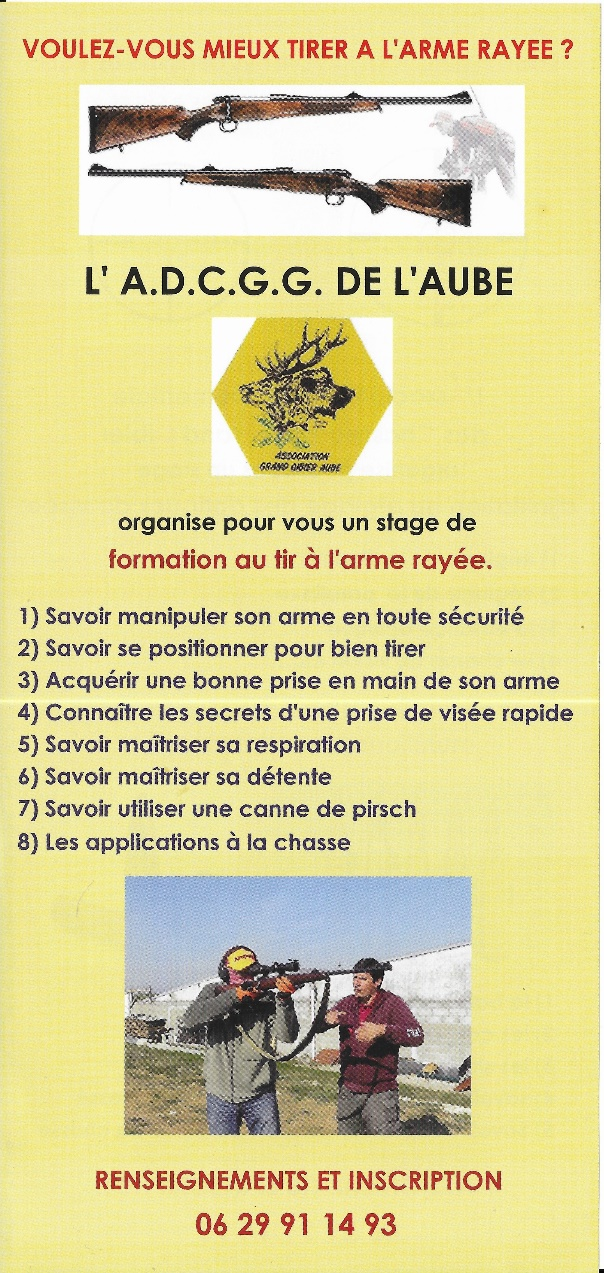 VOULEZ-VOUS MIEUX TIRER A L'ARME RAYEE ?
L' A.D.C.G.G. DE L'AUBE
ASSOCIATION
GRAND GIBIER AUBE
organise pour vous un stage de
formation au tir à l'arme rayée.
1) Savoir manipuler son arme en toute sécurité
2) Savoir se positionner pour bien tirer
3) Acquérir une bonne prise en main de son arme
4) Connaître les secrets d'une prise de visée rapide
5) Savoir maîtriser sa respiration
6) Savoir maîtriser sa détente
7) Savoir utiliser une canne de pirsch
8) Les applications à la chasse
RENSEIGNEMENTS ET INSCRIPTION
06 29 91 14 93